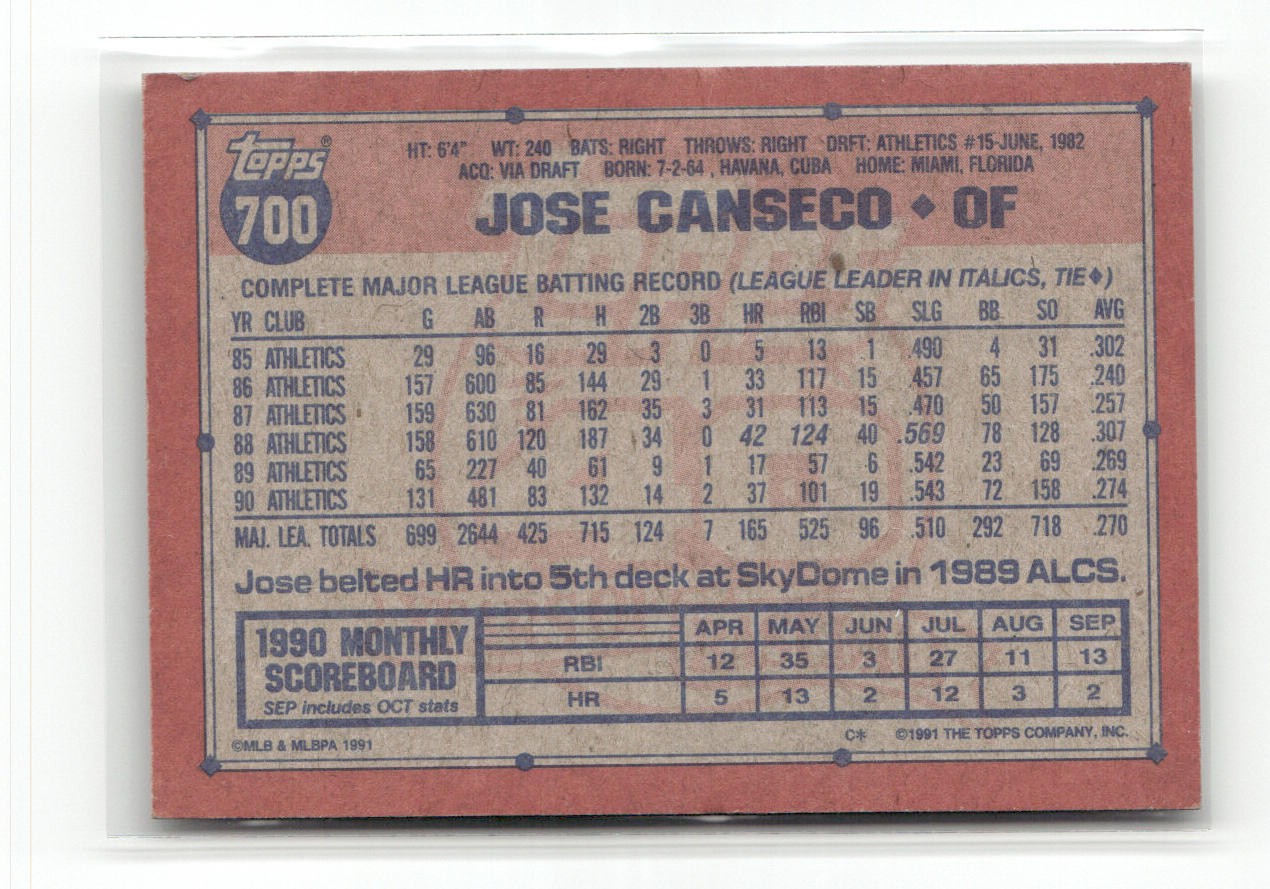 topps®
700
HT: 6'4" WT: 240 BATS: RIGHT THROWS: RIGHT DRFT: ATHLETICS #15-JUNE, 1982
ACQ: VIA DRAFT BORN: 7-2-64, HAVANA, CUBA HOME: MIAMI, FLORIDA
JOSE CANSECO ♦ OF
COMPLETE MAJOR LEAGUE BATTING RECORD (LEAGUE LEADER IN ITALICS, TIE♦)
YR CLUB G AB R H 2B 3B HR RBI SB SLG BB SO AVG
85 ATHLETICS 29 96 16 29 3 0 5 13 1 .490 4 31 .302
86 ATHLETICS 157 600 85 144 29 1 33 117 15 .457 65 175 .240
87 ATHLETICS 159 630 81 162 35 3 31 113 15 .470 50 157 .257
88 ATHLETICS 158 610 120 187 34 0 42 124 40 .569 78 128 .307
89 ATHLETICS 65 227 40 61 9 1 17 57 6 .542 23 69 .269
90 ATHLETICS 131 481 83 132 14 2 37 101 19 .543 72 158 .274
MAJ. LEA. TOTALS 699 2644 425 715 124 7 165 525 96 .510 292 718 .270
Jose belted HR into 5th deck at SkyDome in 1989 ALCS.
1990 MONTHLY
SCOREBOARD
SEP includes OCT stats
APR MAY JUN JUL AUG SEP
RBI 12 35 3 27 11 13
HR 5 13 2 12 3 2
©MLB & MLBPA 1991
C* ©1991 THE TOPPS COMPANY, INC.